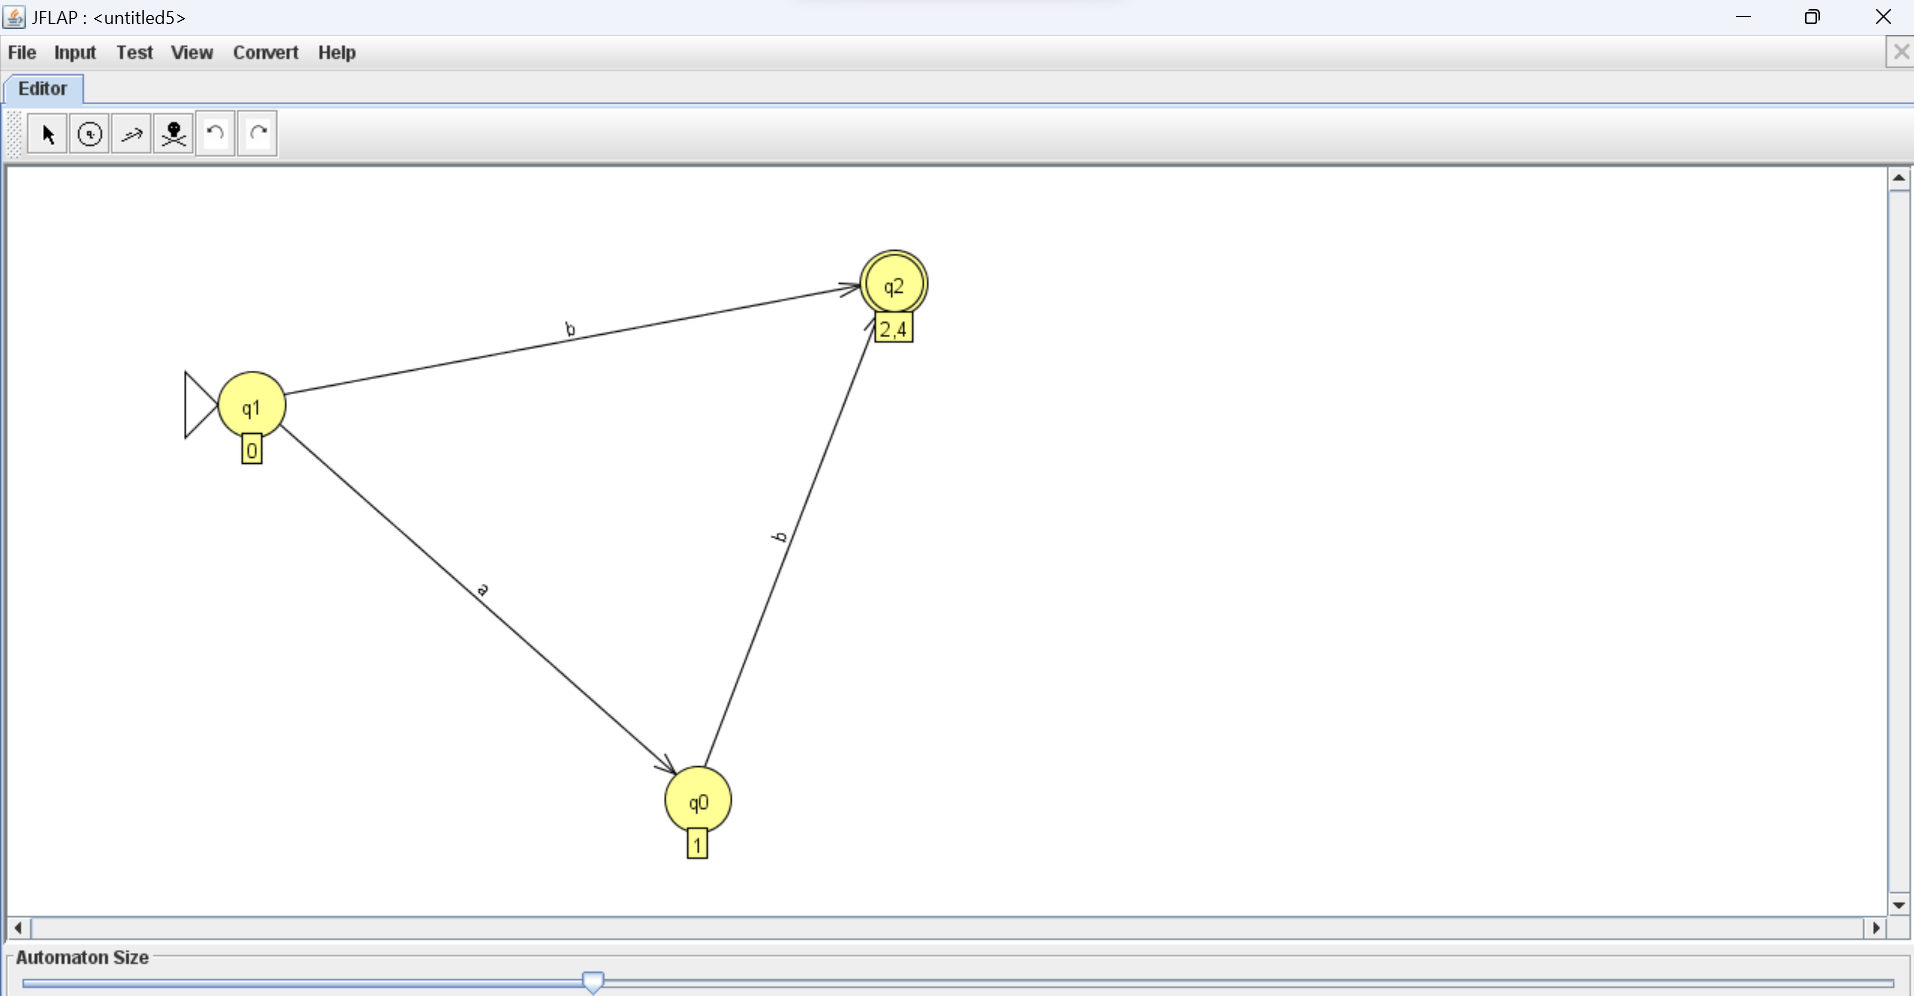 JFLAP : <untitled5>
File Input Test View Convert Help
Editor
q2
2,4
b
q1
0
b
a
q0
1
Automaton Size